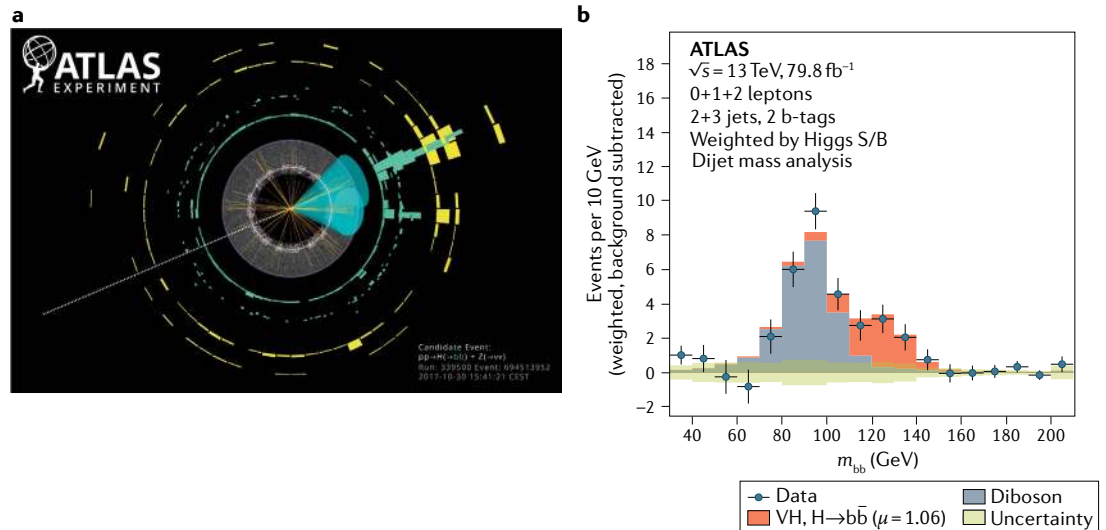 a
ATLAS
EXPERIMENT
Candidate Event:
pp→H(→bb) + Z(→νν)
Run: 339500 Event: 694513952
2017-10-30 15:41:21 CEST
b
ATLAS
√s = 13 TeV, 79.8 fb⁻¹
0+1+2 leptons
2+3 jets, 2 b-tags
Weighted by Higgs S/B
Dijet mass analysis
Events per 10 GeV
(weighted, background subtracted)
18
16
14
12
10
8
6
4
2
0
−2
40 60 80 100 120 140 160 180 200
m_bb (GeV)
Data
VH, H→bb̄ (μ = 1.06)
Diboson
Uncertainty